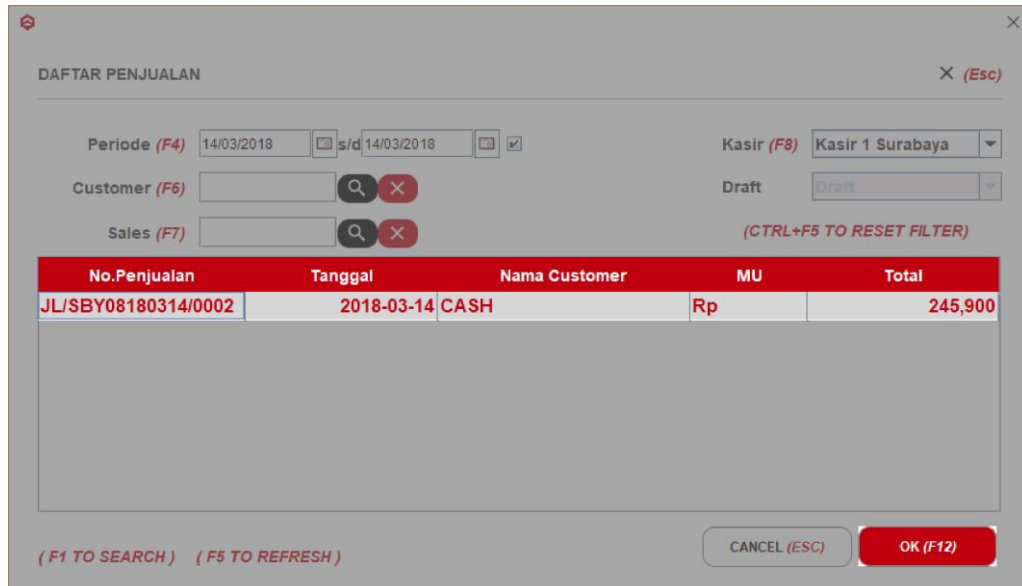 DAFTAR PENJUALAN (Esc)
Periode (F4) 14/03/2018 s/d 14/03/2018 Kasir (F8) Kasir 1 Surabaya
Customer (F6) Draft Draft
Sales (F7) (CTRL+F5 TO RESET FILTER)
No.Penjualan Tanggal Nama Customer MU Total
JL/SBY08180314/0002 2018-03-14 CASH Rp 245,900
( F1 TO SEARCH ) ( F5 TO REFRESH ) CANCEL (ESC) OK (F12)